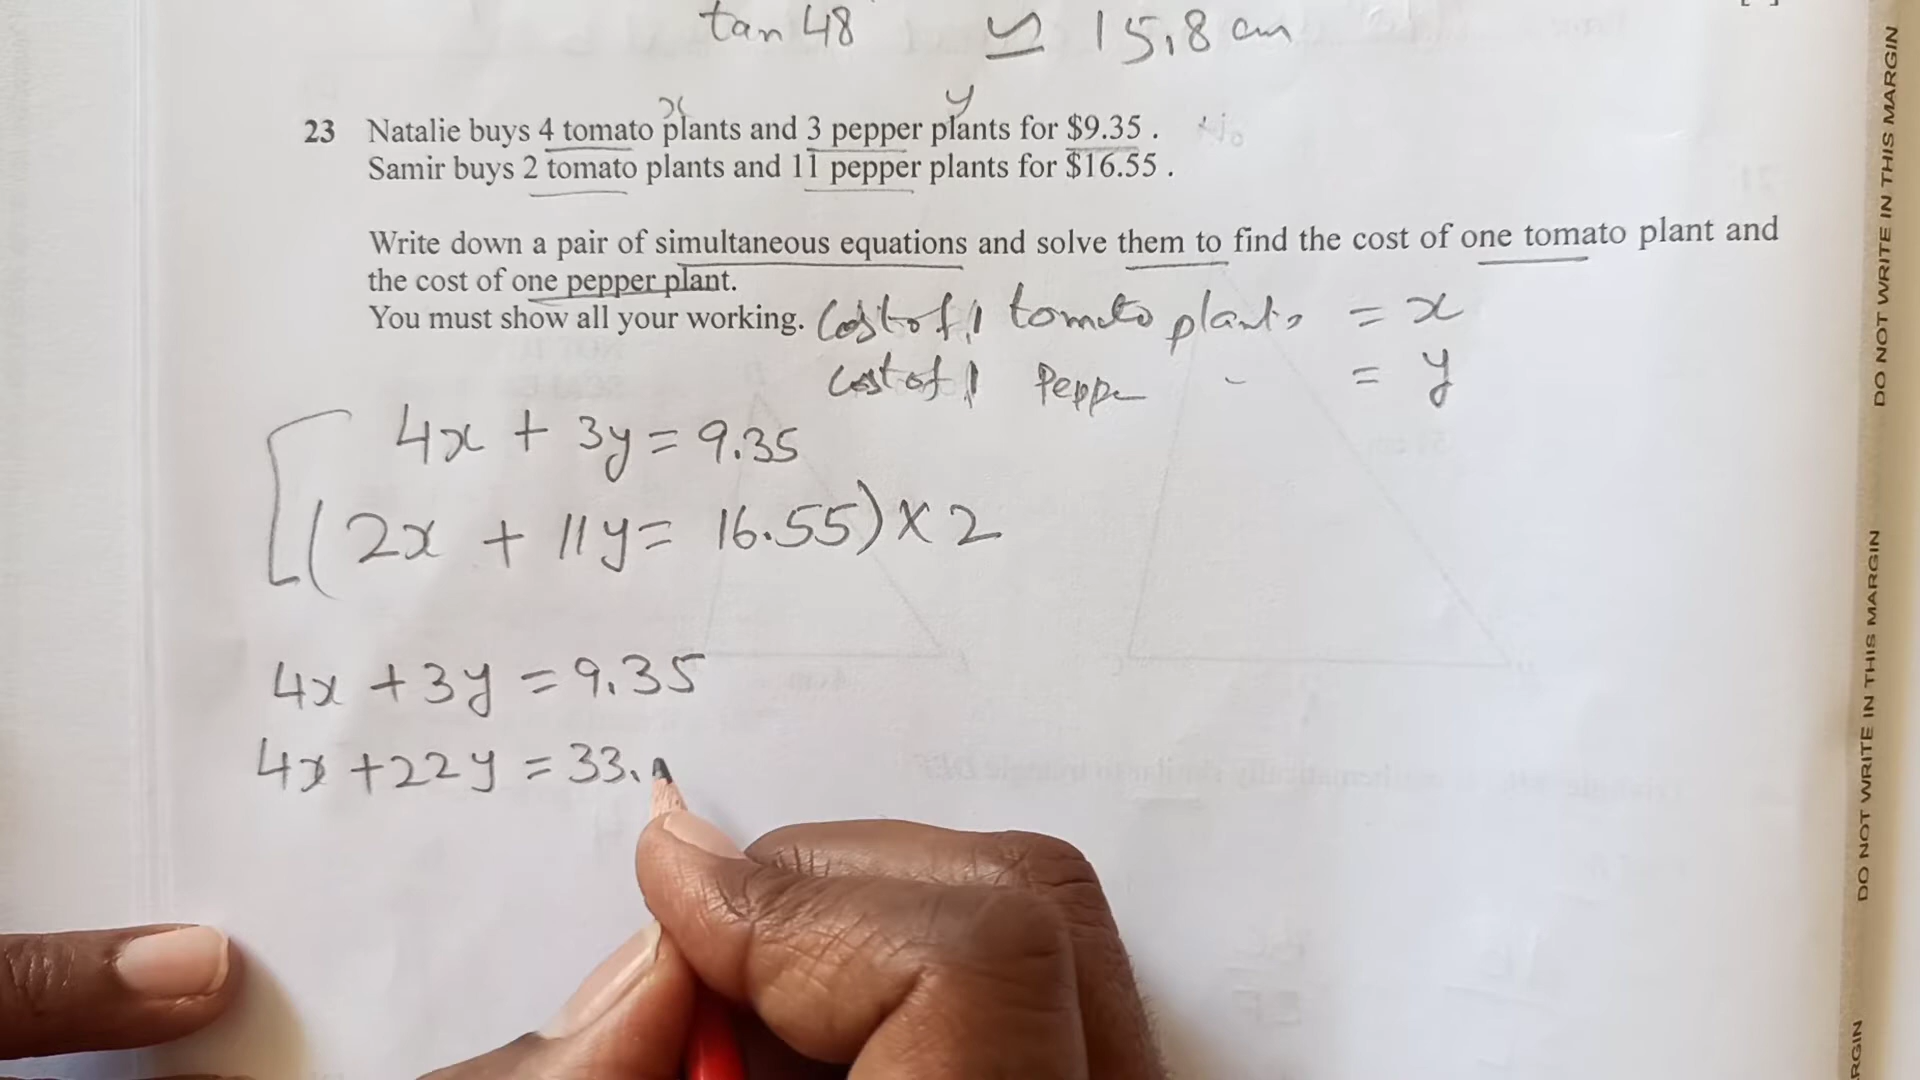 tan 48 ≃ 15.8 cm
x y
23 Natalie buys 4 tomato plants and 3 pepper plants for $9.35 .
Samir buys 2 tomato plants and 11 pepper plants for $16.55 .
Write down a pair of simultaneous equations and solve them to find the cost of one tomato plant and
the cost of one pepper plant.
You must show all your working. Cost of 1 tomato plants = x
Cost of 1 Peppe - = y
4x + 3y = 9.35
(2x + 11y = 16.55) × 2
4x + 3y = 9.35
4x + 22y = 33.
DO NOT WRITE IN THIS MARGIN
DO NOT WRITE IN THIS MARGIN
RGIN